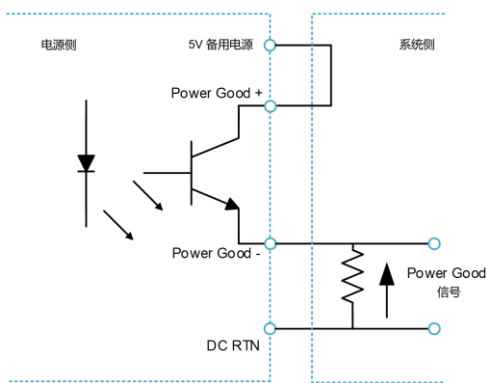 电源侧
5V 备用电源
系统侧
Power Good +
Power Good -
Power Good
信号
DC RTN